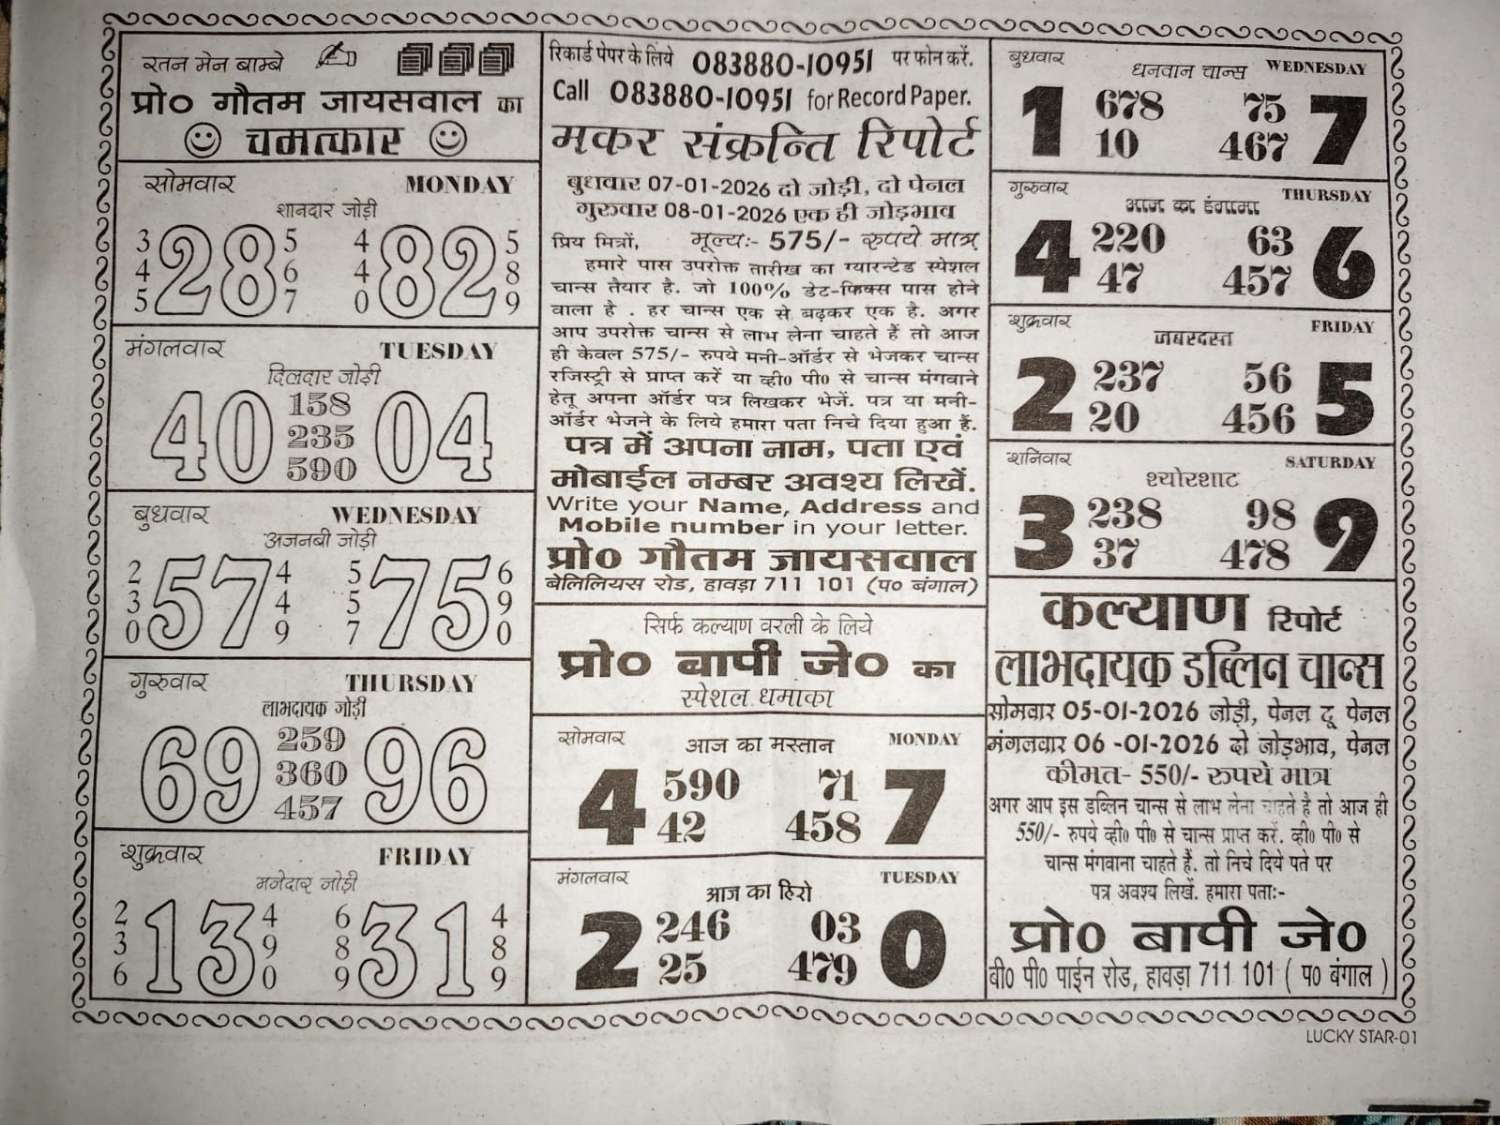 रतन मेन बाम्बे
प्रो० गौतम जायसवाल का
चमत्कार
सोमवार MONDAY
शानदार जोड़ी
3 4 5 28 5 6 7 4 4 0 82 5 8 9
मंगलवार TUESDAY
दिलदार जोड़ी
40 158 04
235
590
बुधवार WEDNESDAY
अजनबी जोड़ी
2 3 0 57 4 4 9 5 5 7 75 6 9 0
गुरुवार THURSDAY
लाभदायक जोड़ी
69 259 96
360
457
शुक्रवार FRIDAY
मजेदार जोड़ी
2 3 6 13 4 9 0 6 8 9 31 4 8 9
रिकार्ड पेपर के लिये 083880-10951 पर फोन करें.
Call 083880-10951 for Record Paper.
मकर संक्रन्ति रिपोर्ट
बुधवार 07-01-2026 दो जोड़ी, दो पेनल
गुरुवार 08-01-2026 एक ही जोड़भाव
प्रिय मित्रों, मूल्य:- 575/- रुपये मात्र
हमारे पास उपरोक्त तारीख का ग्यारन्टेड स्पेशल
चान्स तैयार है. जो 100% डेट-फिक्स पास होने
वाला है . हर चान्स एक से बढ़कर एक है. अगर
आप उपरोक्त चान्स से लाभ लेना चाहते हैं तो आज
ही केवल 575/- रुपये मनी-ऑर्डर से भेजकर चान्स
रजिस्ट्री से प्राप्त करें या व्ही० पी० से चान्स मंगवाने
हेतू अपना ऑर्डर पत्र लिखकर भेजें. पत्र या मनी-
ऑर्डर भेजने के लिये हमारा पता निचे दिया हुआ हैं.
पत्र में अपना नाम, पता एवं
मोबाईल नम्बर अवश्य लिखें.
Write your Name, Address and
Mobile number in your letter.
प्रो० गौतम जायसवाल
बेलिलियस रोड, हावड़ा 711 101 (प० बंगाल)
सिर्फ कल्याण वरली के लिये
प्रो० बापी जे० का
स्पेशल धमाका
सोमवार आज का मस्तान MONDAY
4 590 71 7
42 458
मंगलवार TUESDAY
आज का हिरो
2 246 03 0
25 479
बुधवार धनवान चान्स WEDNESDAY
1 678 75 7
10 467
गुरुवार THURSDAY
आज का हंगामा
4 220 63 6
47 457
शुक्रवार FRIDAY
जबरदस्त
2 237 56 5
20 456
शनिवार SATURDAY
श्योरशाट
3 238 98 9
37 478
कल्याण रिपोर्ट
लाभदायक डब्लिन चान्स
सोमवार 05-01-2026 जोड़ी, पेनल टू पेनल
मंगलवार 06 -01-2026 दो जोड़भाव, पेनल
कीमत- 550/- रुपये मात्र
अगर आप इस डब्लिन चान्स से लाभ लेना चाहते है तो आज ही
550/- रुपये व्ही० पी० से चान्स प्राप्त करें. व्ही० पी० से
चान्स मंगवाना चाहते हैं. तो निचे दिये पते पर
पत्र अवश्य लिखें. हमारा पता:-
प्रो० बापी जे०
बी० पी० पाईन रोड, हावड़ा 711 101 ( प० बंगाल )
LUCKY STAR-01